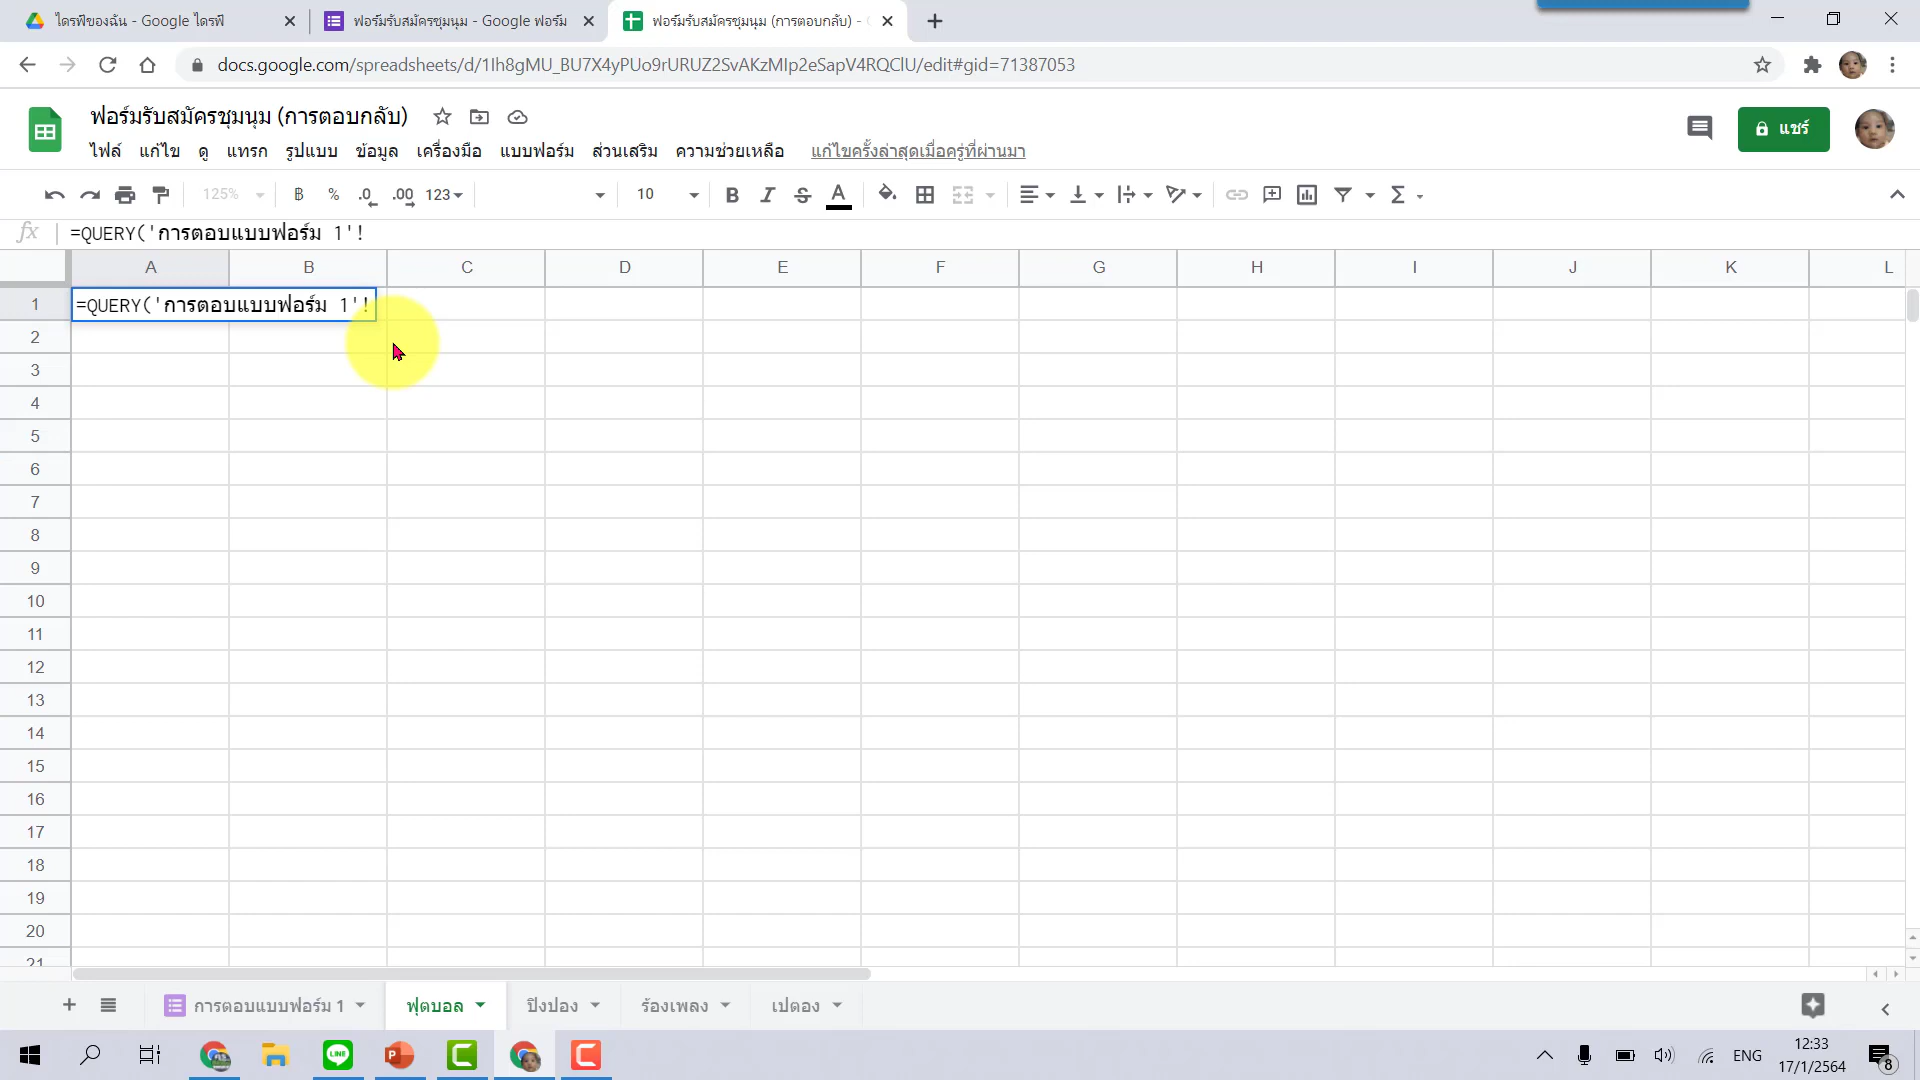 ไดรฟ์ของฉัน - Google ไดรฟ์
ฟอร์มรับสมัครชุมนุม - Google ฟอร์ม
ฟอร์มรับสมัครชุมนุม (การตอบกลับ) -
docs.google.com/spreadsheets/d/1Ih8gMU_BU7X4yPUo9rURUZ2SvAKzMIp2eSapV4RQClU/edit#gid=71387053
ฟอร์มรับสมัครชุมนุม (การตอบกลับ)
แชร์
ไฟล์ แก้ไข ดู แทรก รูปแบบ ข้อมูล เครื่องมือ แบบฟอร์ม ส่วนเสริม ความช่วยเหลือ แก้ไขครั้งล่าสุดเมื่อครู่ที่ผ่านมา
125% ฿ % .0 .00 123 10 B I S A Σ
fx =QUERY('การตอบแบบฟอร์ม 1'!
A B C D E F G H I J K L
1 =QUERY('การตอบแบบฟอร์ม 1'!
2
3
4
5
6
7
8
9
10
11
12
13
14
15
16
17
18
19
20
21
การตอบแบบฟอร์ม 1 ฟุตบอล ปิงปอง ร้องเพลง เปตอง
LINE P C C ENG 12:33
17/1/2564 8